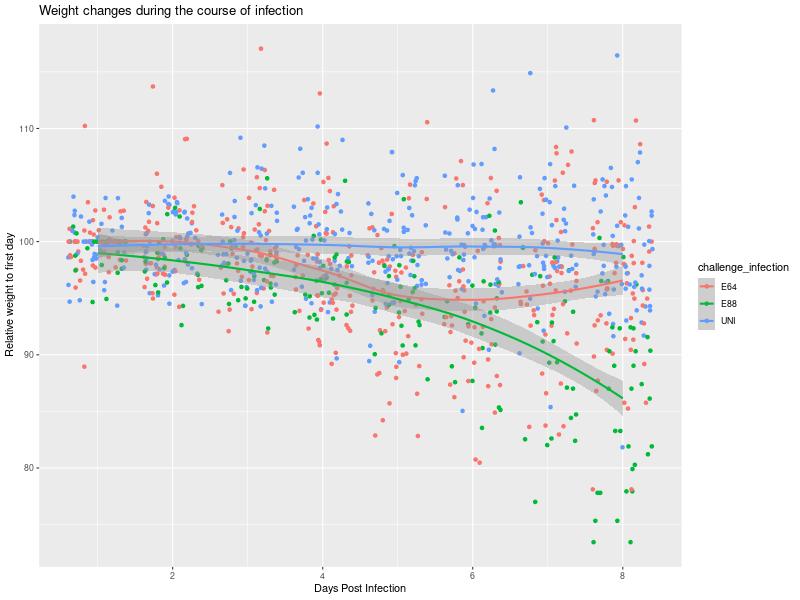 Weight changes during the course of infection
Relative weight to first day
110
100
90
80
2 4 6 8
Days Post Infection
challenge_infection
E64
E88
UNI